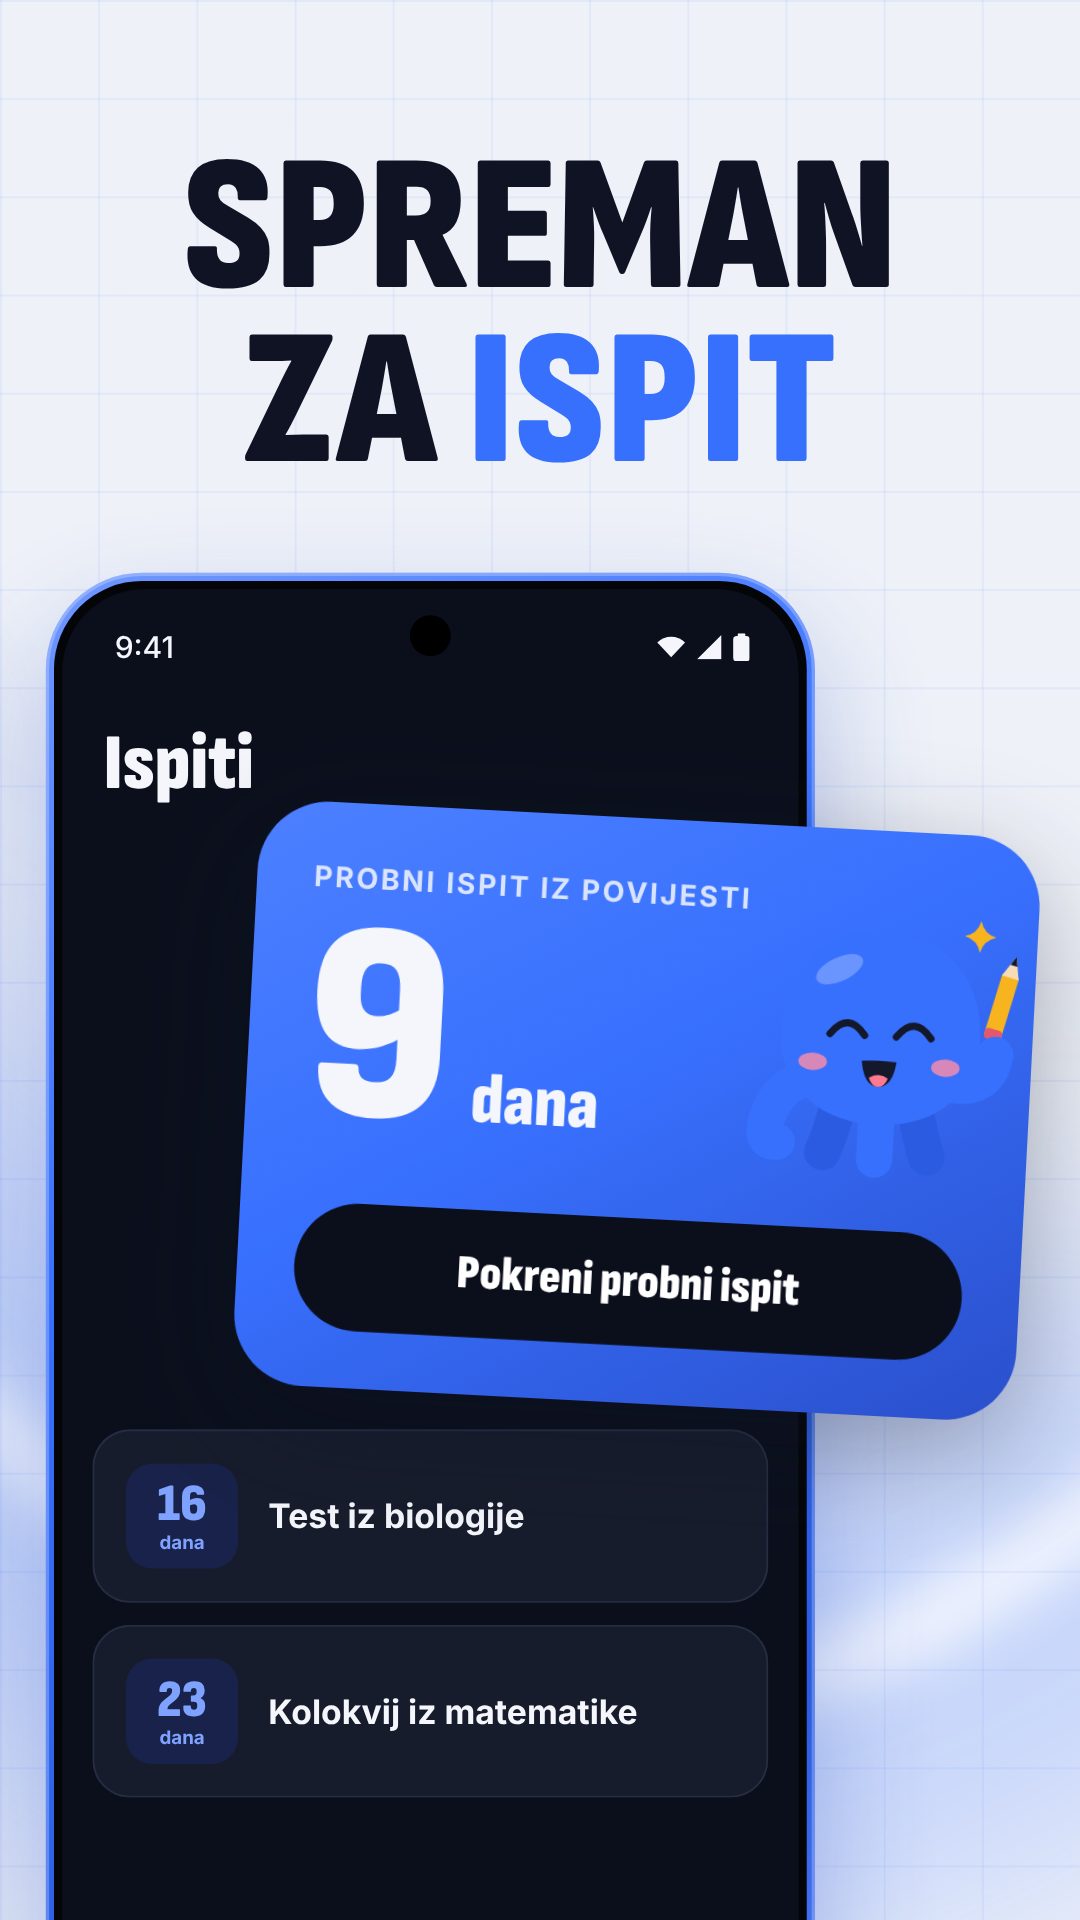 SPREMAN
ZA ISPIT
9:41
Ispiti
PROBNI ISPIT IZ POVIJESTI
9 dana
Pokreni probni ispit
16
dana
Test iz biologije
23
dana
Kolokvij iz matematike